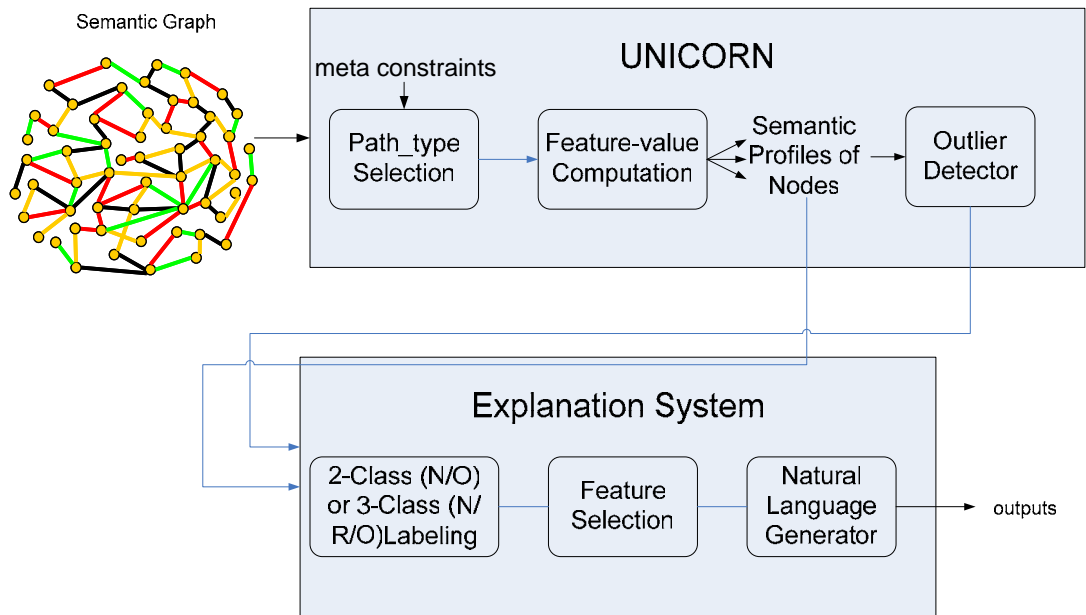 Semantic Graph
UNICORN
meta constraints
Path_type
Selection
Feature-value
Computation
Semantic
Profiles of
Nodes
Outlier
Detector
Explanation System
2-Class (N/O)
or 3-Class (N/
R/O)Labeling
Feature
Selection
Natural
Language
Generator
outputs